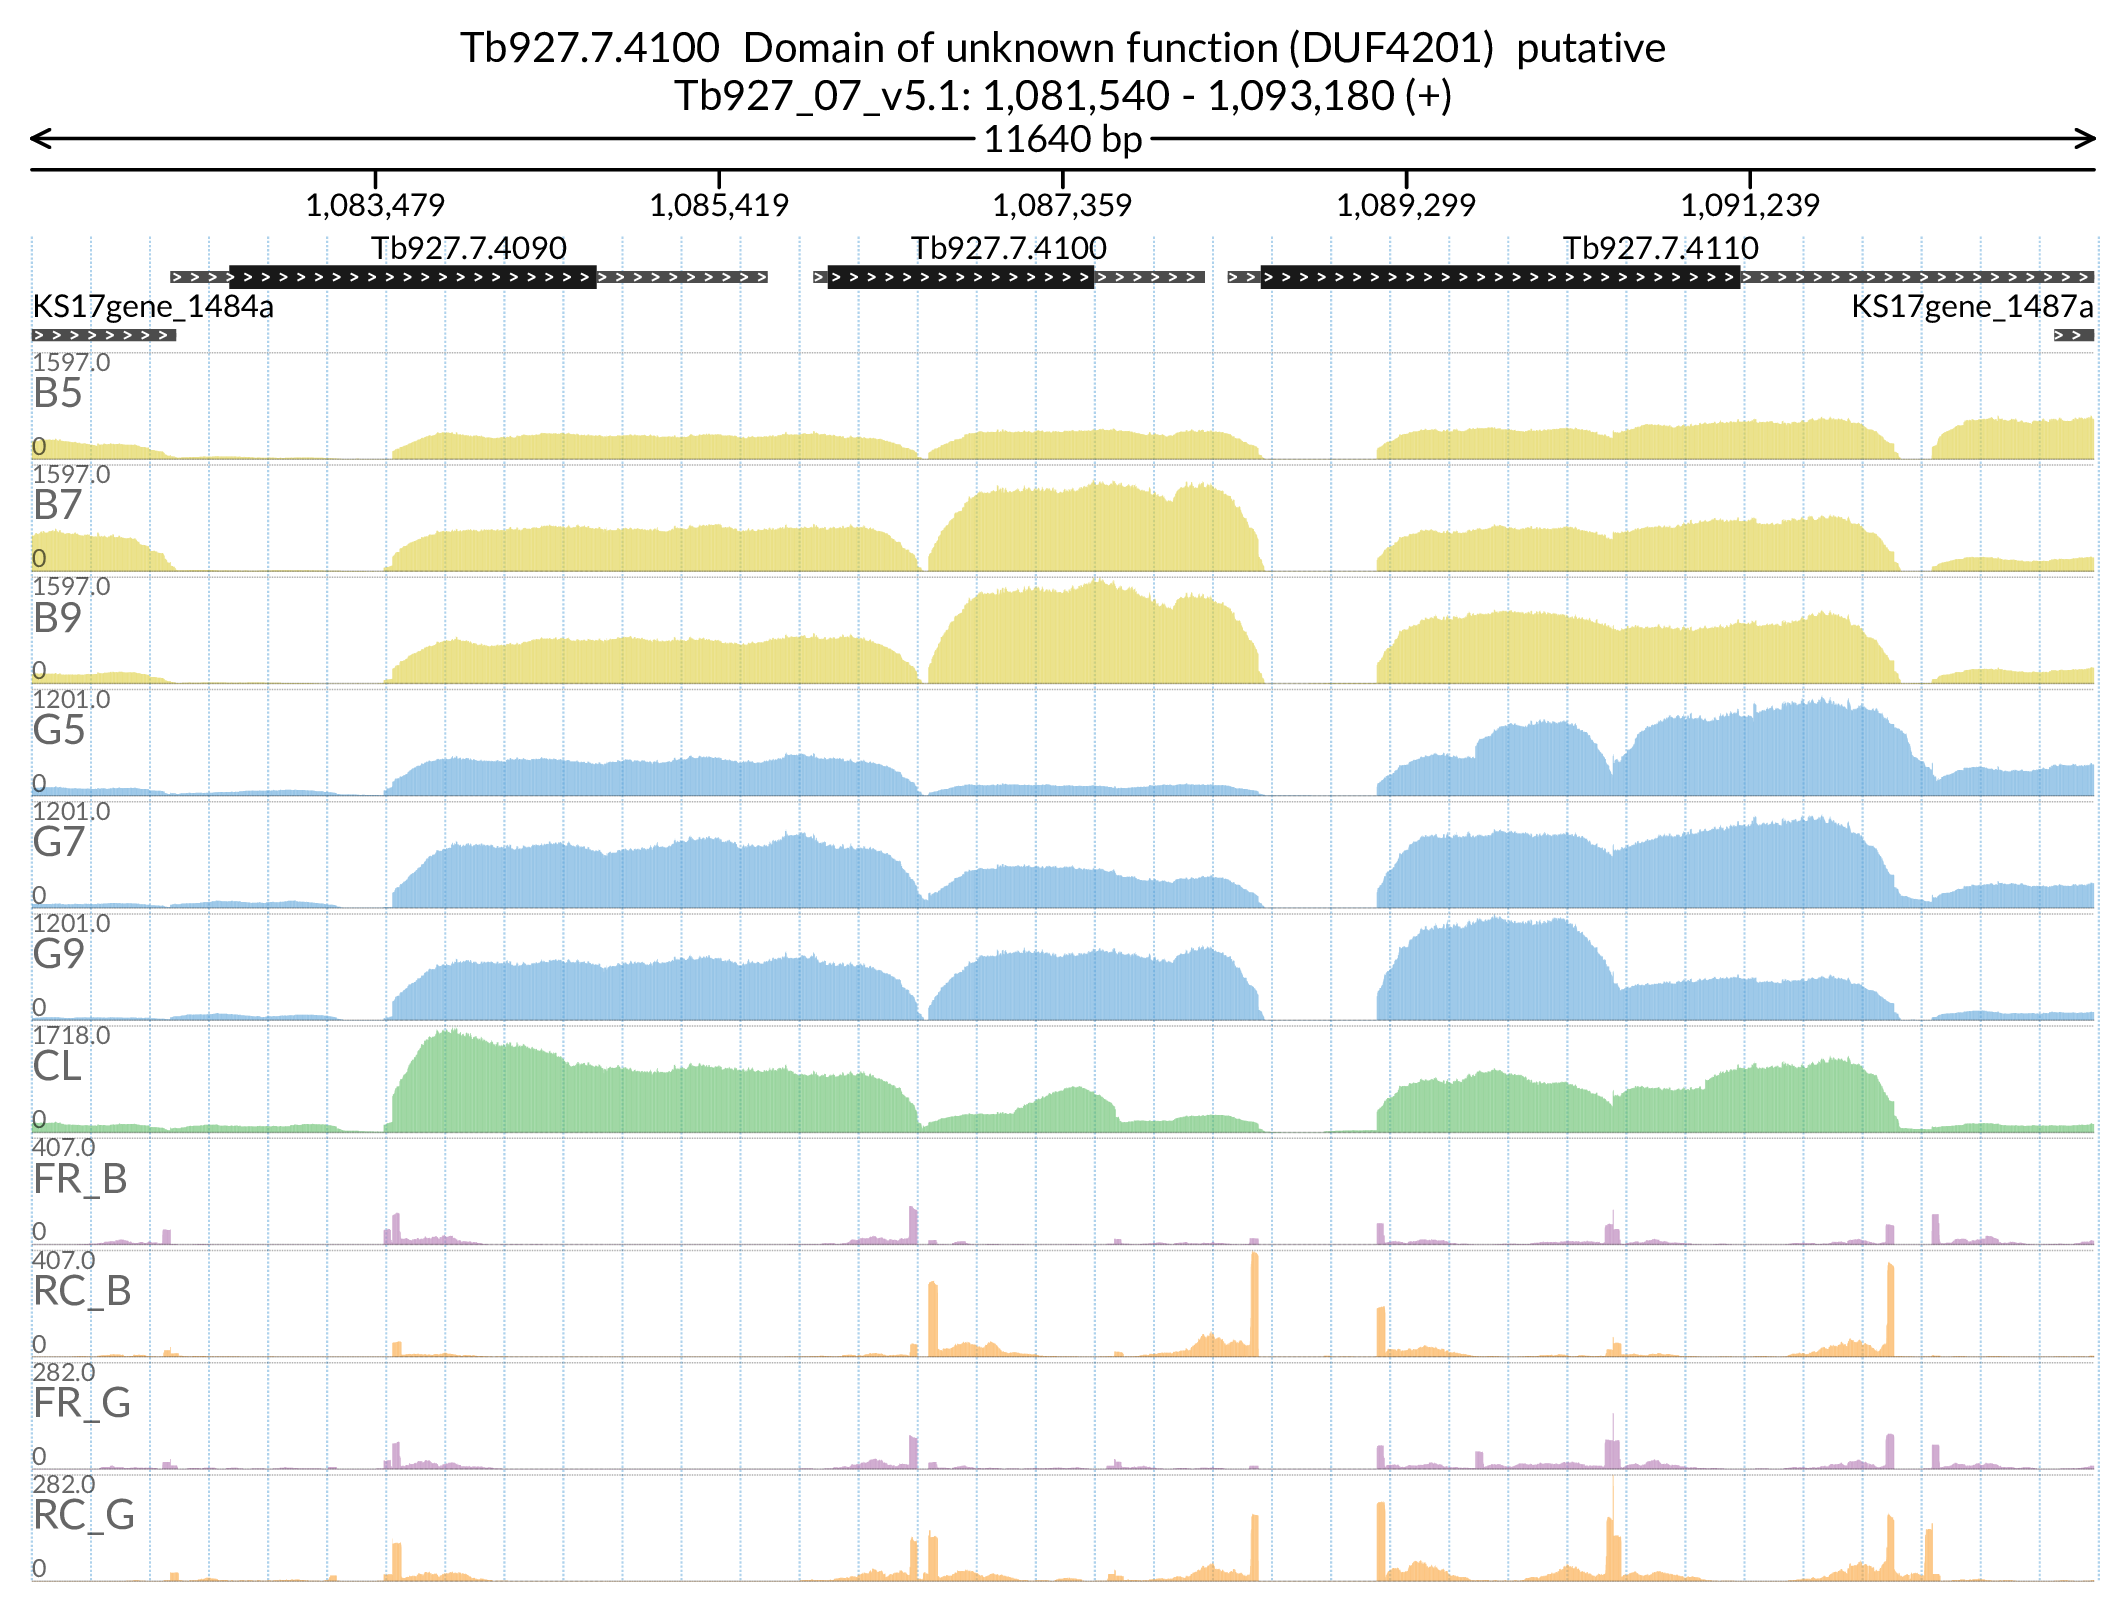 Tb927.7.4100  Domain of unknown function (DUF4201)  putative
Tb927_07_v5.1: 1,081,540 - 1,093,180 (+)
11640 bp
1,083,479 1,085,419 1,087,359 1,089,299 1,091,239
Tb927.7.4090 Tb927.7.4100 Tb927.7.4110
KS17gene_1484a KS17gene_1487a
1597.0
B5
0
1597.0
B7
0
1597.0
B9
0
1201.0
G5
0
1201.0
G7
0
1201.0
G9
0
1718.0
CL
0
407.0
FR_B
0
407.0
RC_B
0
282.0
FR_G
0
282.0
RC_G
0